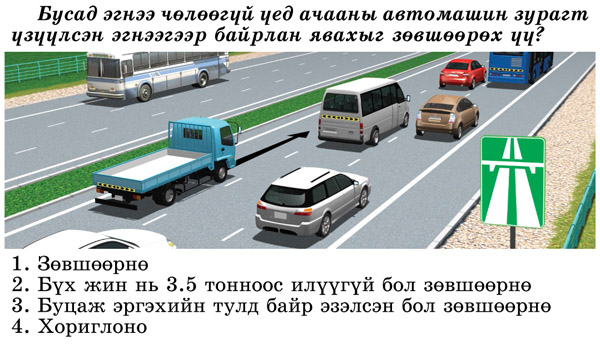 Бусад эгнээ чөлөөгүй үед ачааны автомашин зурагт
үзүүлсэн эгнээгээр байрлан явахыг зөвшөөрөх үү?
1. Зөвшөөрнө
2. Бүх жин нь 3.5 тонноос илүүгүй бол зөвшөөрнө
3. Буцаж эргэхийн тулд байр эзэлсэн бол зөвшөөрнө
4. Хориглоно